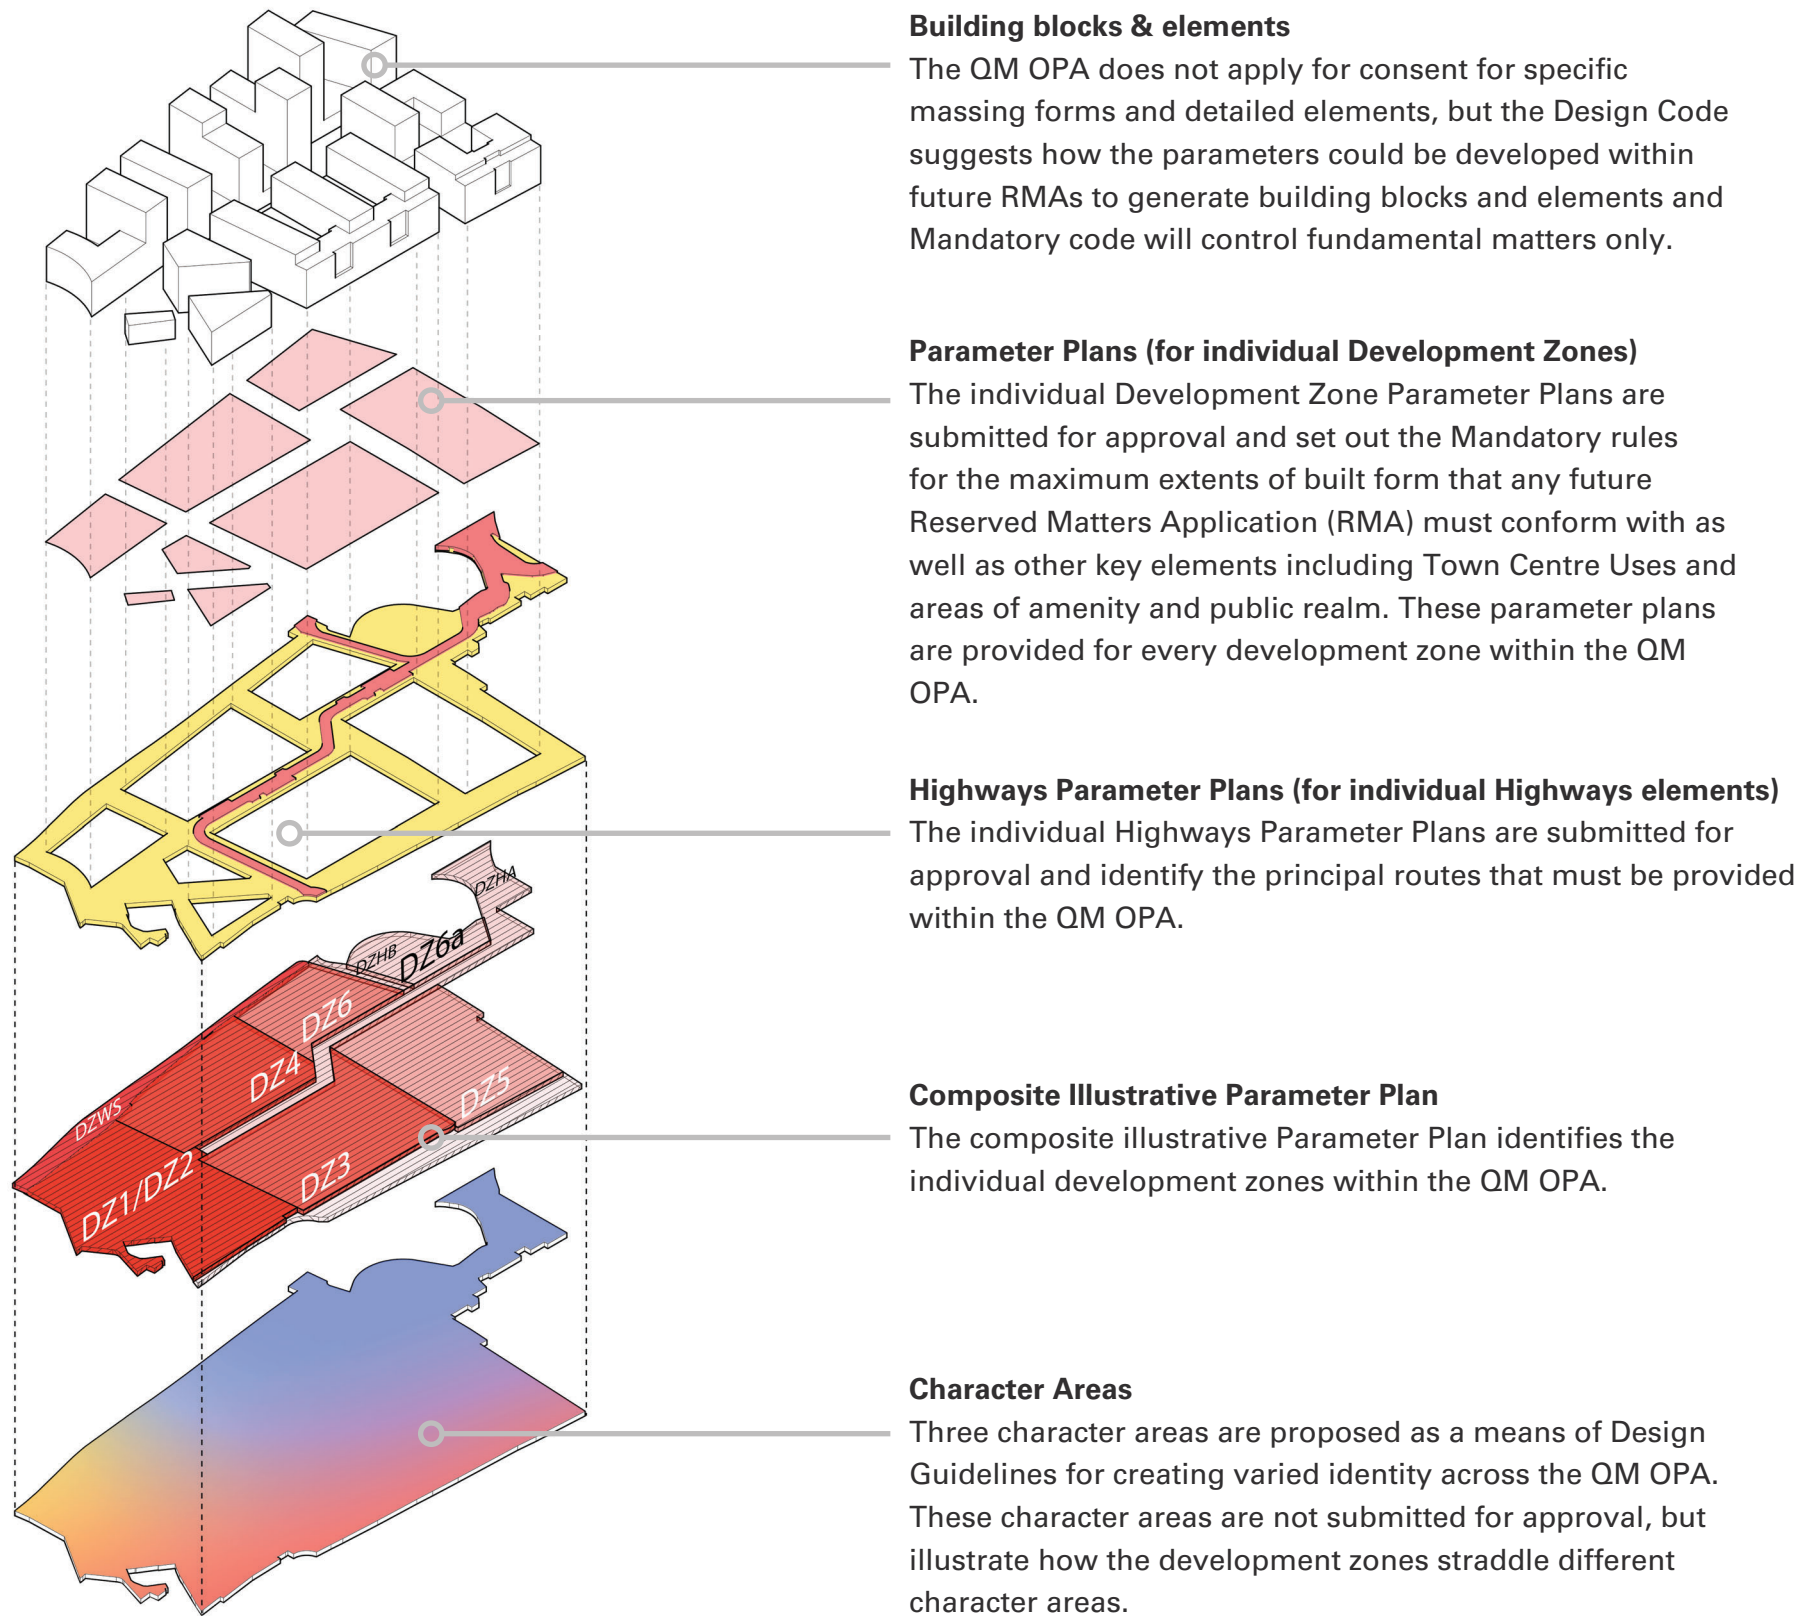 Building blocks & elements
The QM OPA does not apply for consent for specific
massing forms and detailed elements, but the Design Code
suggests how the parameters could be developed within
future RMAs to generate building blocks and elements and
Mandatory code will control fundamental matters only.
Parameter Plans (for individual Development Zones)
The individual Development Zone Parameter Plans are
submitted for approval and set out the Mandatory rules
for the maximum extents of built form that any future
Reserved Matters Application (RMA) must conform with as
well as other key elements including Town Centre Uses and
areas of amenity and public realm. These parameter plans
are provided for every development zone within the QM
OPA.
Highways Parameter Plans (for individual Highways elements)
The individual Highways Parameter Plans are submitted for
approval and identify the principal routes that must be provided
within the QM OPA.
DZHA
DZHB
DZ6a
DZ6
DZ4
DZ5
DZWS
DZ1/DZ2
DZ3
Composite Illustrative Parameter Plan
The composite illustrative Parameter Plan identifies the
individual development zones within the QM OPA.
Character Areas
Three character areas are proposed as a means of Design
Guidelines for creating varied identity across the QM OPA.
These character areas are not submitted for approval, but
illustrate how the development zones straddle different
character areas.